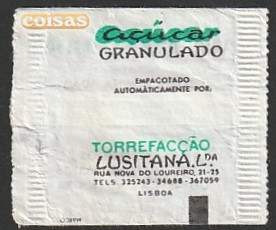 coisas
Açúcar
GRANULADO
EMPACOTADO
AUTOMÀTICAMENTE POR:
TORREFACÇÃO
LUSITANA, L.DA
RUA NOVA DO LOUREIRO, 21-25
TELS. 325243-34688-367059
LISBOA